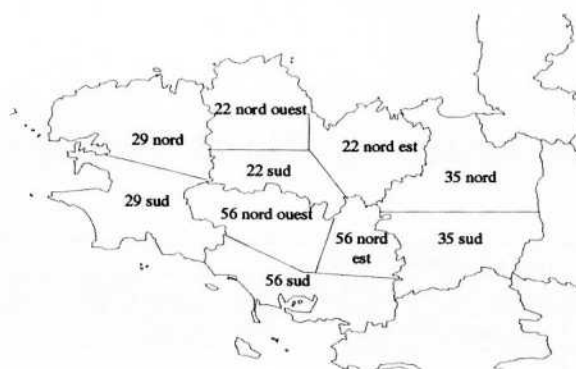 22 nord ouest
29 nord
22 nord est
22 sud
35 nord
29 sud
56 nord ouest
56 nord
est
35 sud
56 sud